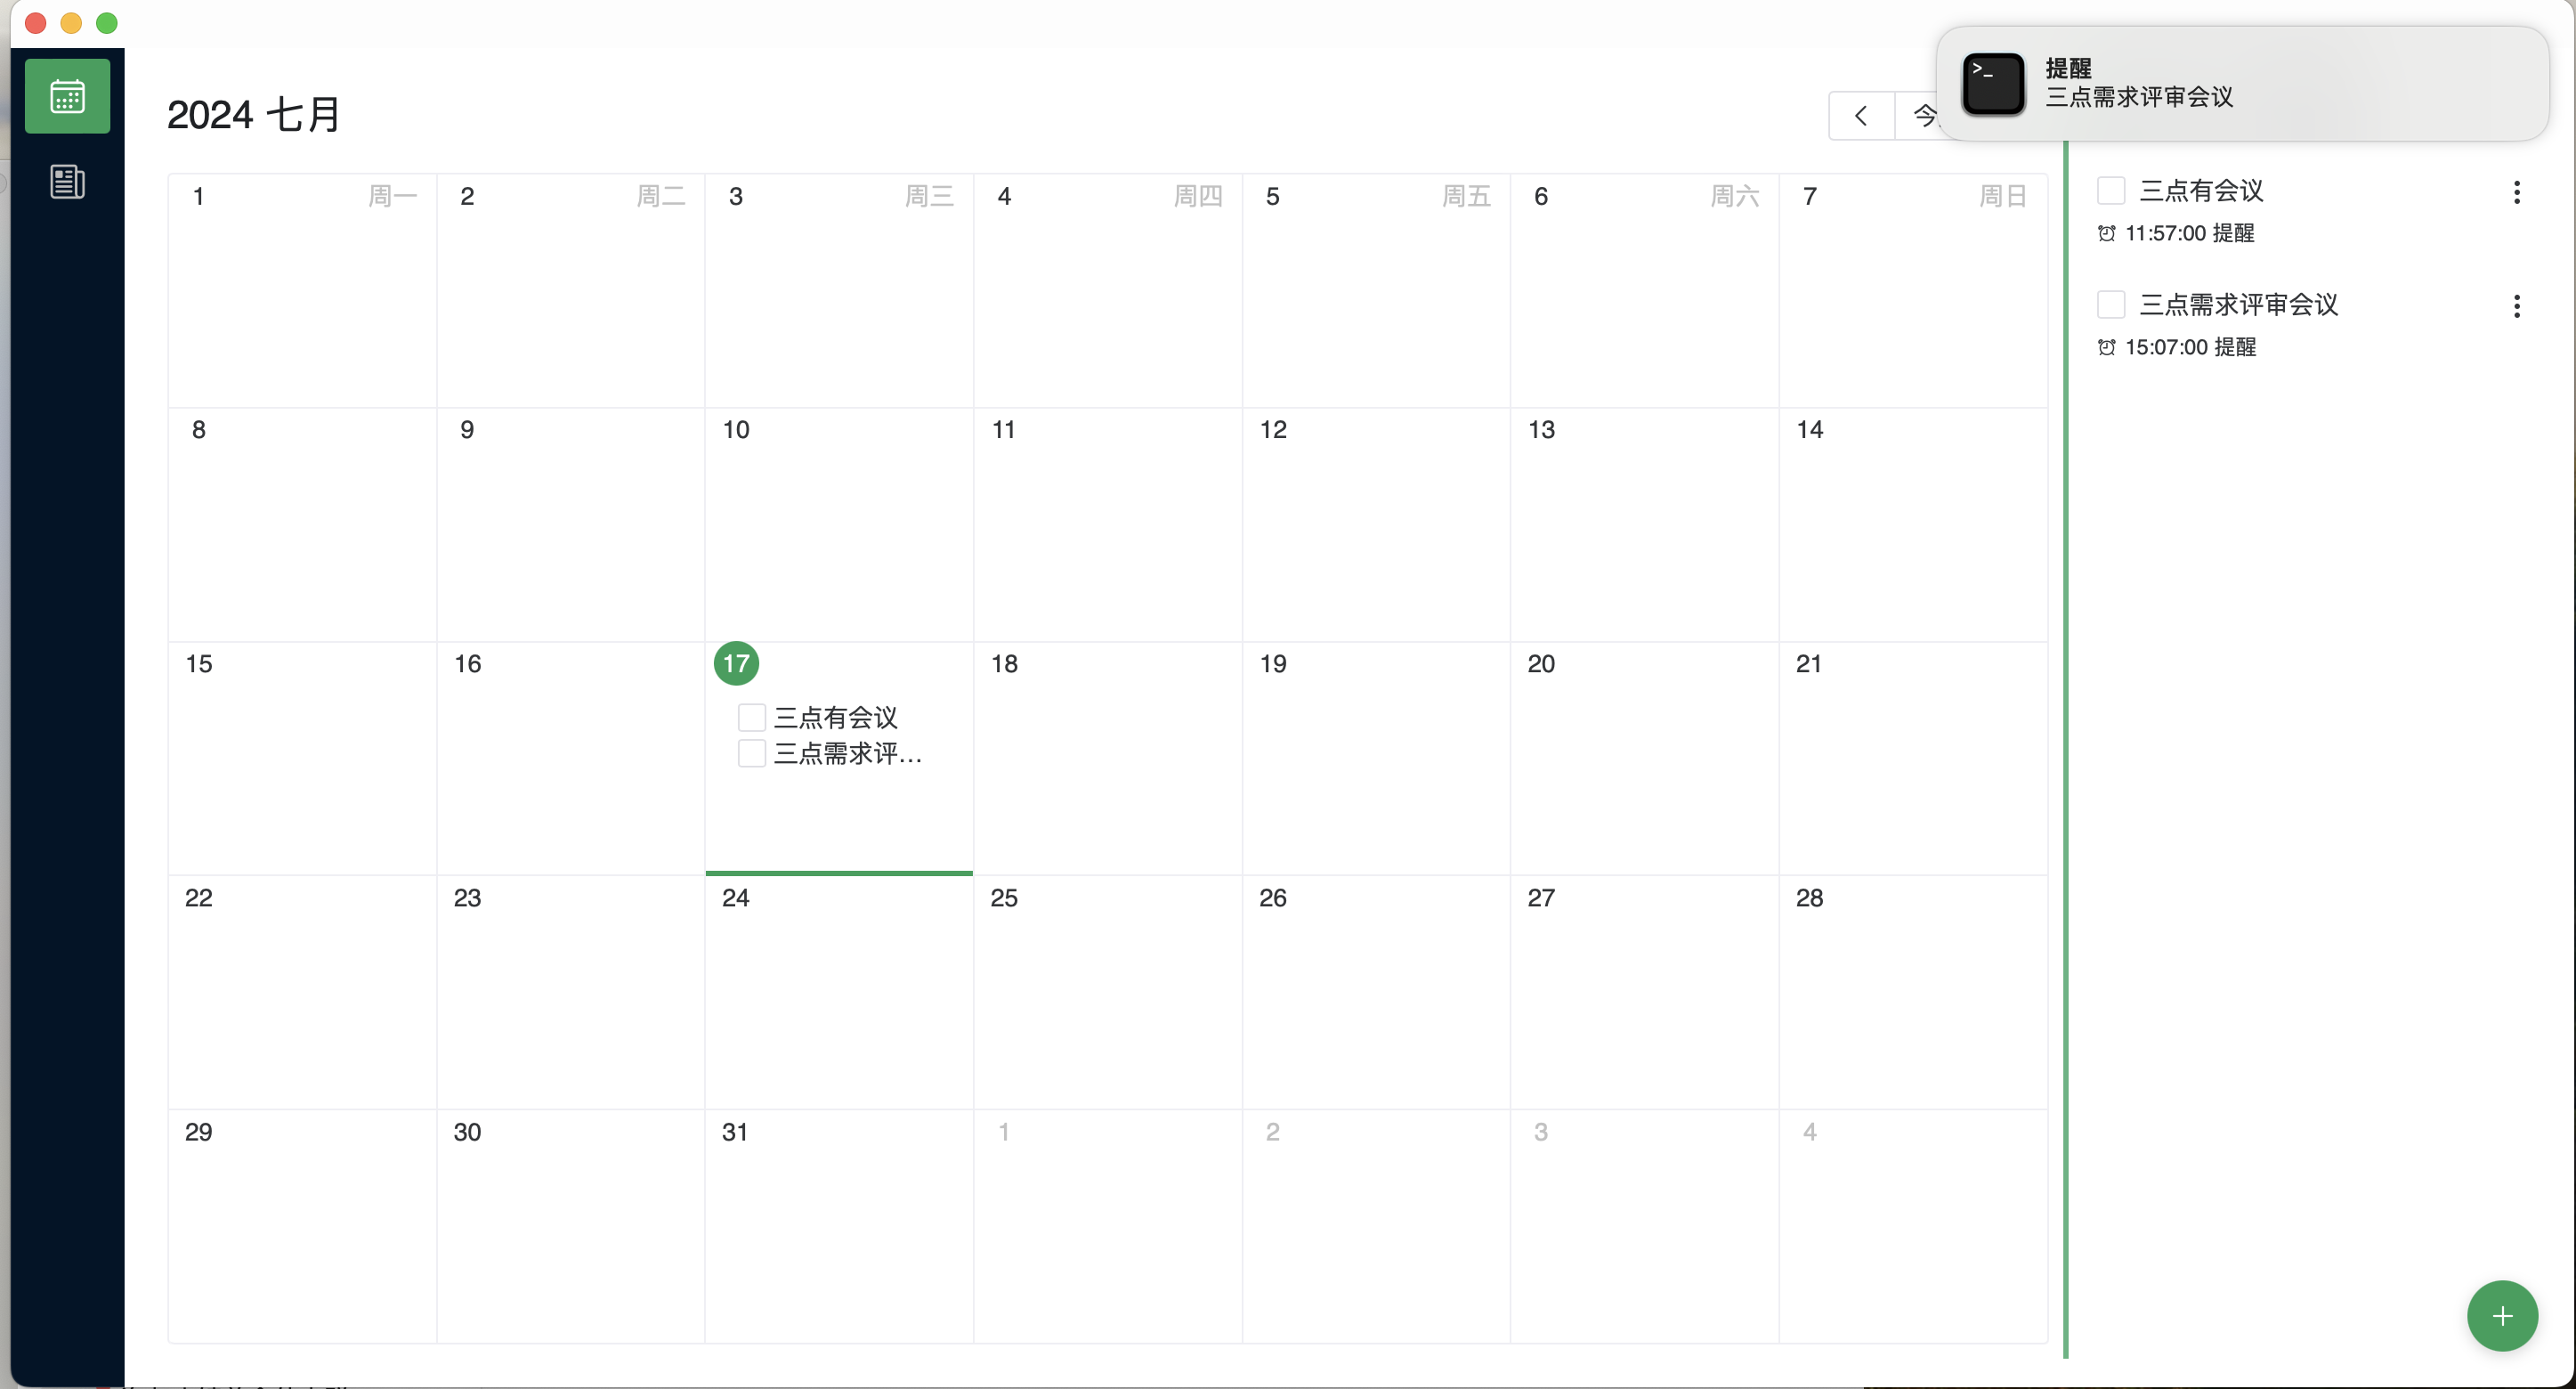 提醒
三点需求评审会议
2024 七月
今
1 周一 2 周二 3 周三 4 周四 5 周五 6 周六 7 周日
8 9 10 11 12 13 14
15 16 17 18 19 20 21
三点有会议
三点需求评...
22 23 24 25 26 27 28
29 30 31 1 2 3 4
三点有会议
11:57:00 提醒
三点需求评审会议
15:07:00 提醒